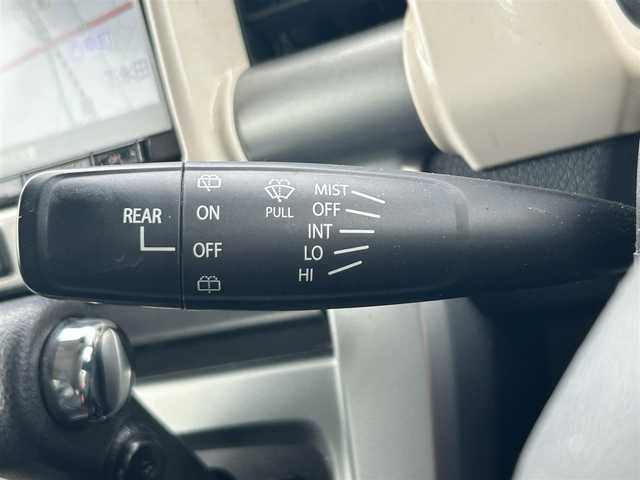 REAR
ON
OFF
PULL
MIST
OFF
INT
LO
HI